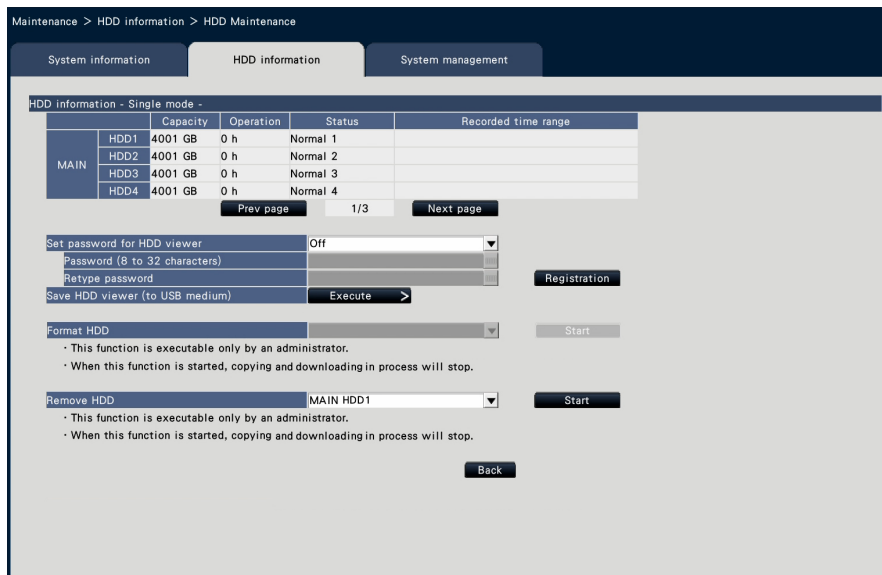 Maintenance > HDD information > HDD Maintenance
System information HDD information System management
HDD information - Single mode -
Capacity Operation Status Recorded time range
MAIN
HDD1 4001 GB 0 h Normal 1
HDD2 4001 GB 0 h Normal 2
HDD3 4001 GB 0 h Normal 3
HDD4 4001 GB 0 h Normal 4
Prev page 1/3 Next page
Set password for HDD viewer Off
Password (8 to 32 characters)
Retype password Registration
Save HDD viewer (to USB medium) Execute >
Format HDD Start
・This function is executable only by an administrator.
・When this function is started, copying and downloading in process will stop.
Remove HDD MAIN HDD1 Start
・This function is executable only by an administrator.
・When this function is started, copying and downloading in process will stop.
Back